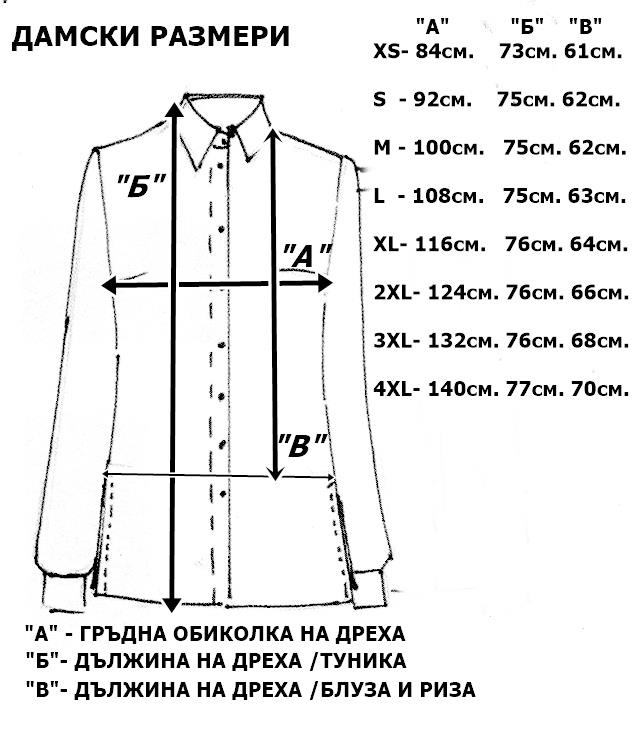 "А" "Б" "В"
ДАМСКИ РАЗМЕРИ
XS- 84см. 73см. 61см.
S - 92см. 75см. 62см.
M - 100см. 75см. 62см.
L - 108см. 75см. 63см.
XL- 116см. 76см. 64см.
2XL- 124см. 76см. 66см.
3XL- 132см. 76см. 68см.
4XL- 140см. 77см. 70см.
"Б"
"А"
"В"
"А" - ГРЪДНА ОБИКОЛКА НА ДРЕХА
"Б"- ДЪЛЖИНА НА ДРЕХА /ТУНИКА
"В"- ДЪЛЖИНА НА ДРЕХА /БЛУЗА И РИЗА